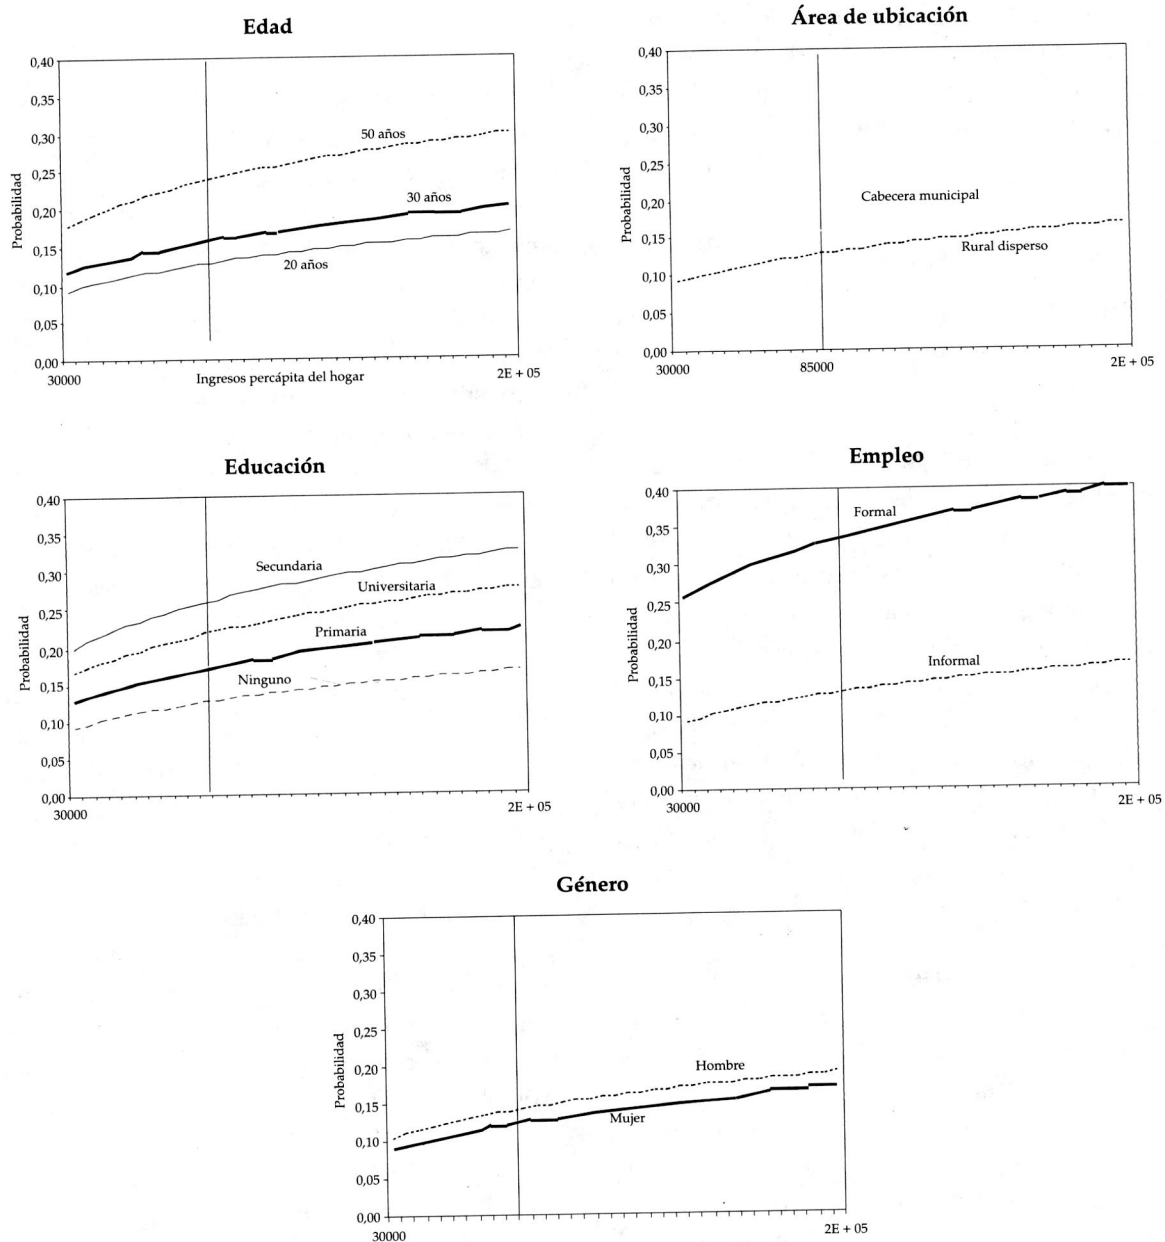 Edad
0,40
0,35
0,30
0,25
0,20
0,15
0,10
0,05
0,00
Probabilidad
50 años
30 años
20 años
30000
Ingresos percápita del hogar
2E + 05
Área de ubicación
0,40
0,35
0,30
0,25
0,20
0,15
0,10
0,05
0,00
Probabilidad
Cabecera municipal
Rural disperso
30000
85000
2E + 05
Educación
0,40
0,35
0,30
0,25
0,20
0,15
0,10
0,05
0,00
Probabilidad
Secundaria
Universitaria
Primaria
Ninguno
30000
2E + 05
Empleo
0,40
0,35
0,30
0,25
0,20
0,15
0,10
0,05
0,00
Probabilidad
Formal
Informal
30000
2E + 05
Género
0,40
0,35
0,30
0,25
0,20
0,15
0,10
0,05
0,00
Probabilidad
Hombre
Mujer
30000
2E + 05